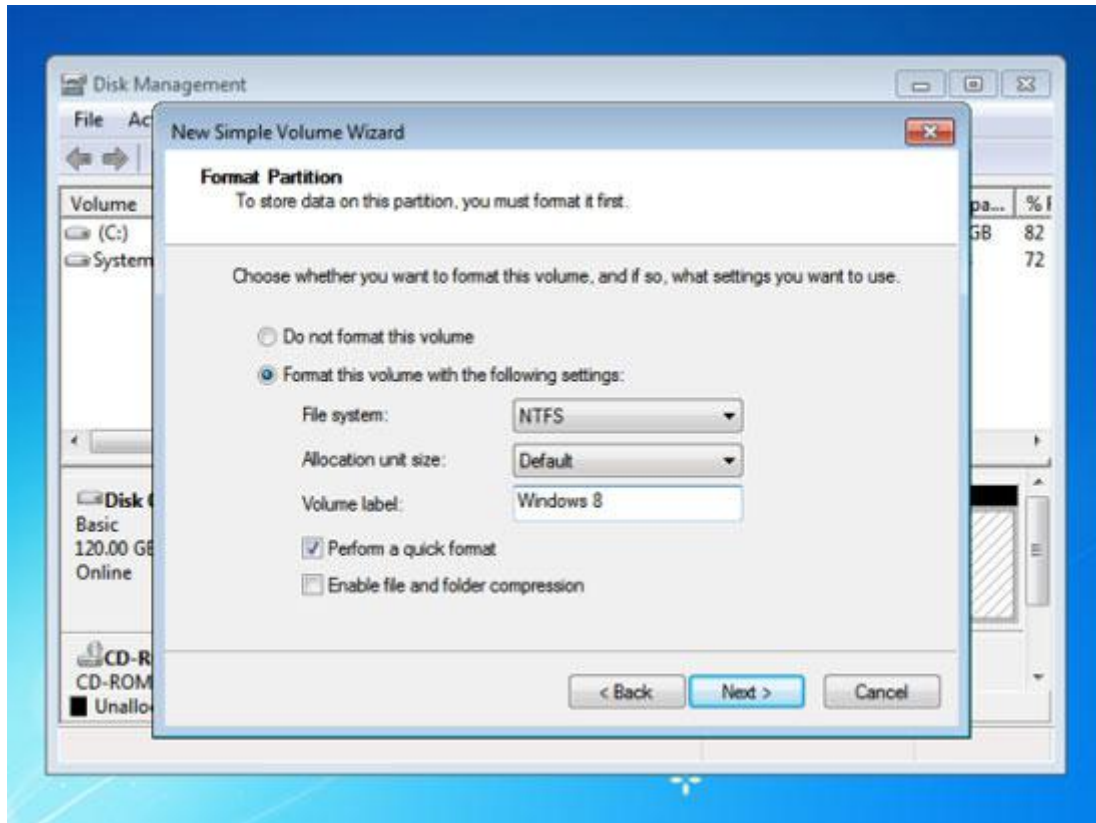 Disk Management
File Ac
New Simple Volume Wizard
Format Partition
To store data on this partition, you must format it first.
Volume pa... % F
(C:) GB 82
System 72
Choose whether you want to format this volume, and if so, what settings you want to use.
Do not format this volume
Format this volume with the following settings:
File system: NTFS
Allocation unit size: Default
Volume label: Windows 8
Perform a quick format
Enable file and folder compression
Disk
Basic
120.00 GB
Online
CD-R
CD-ROM
Unallo
< Back Next > Cancel